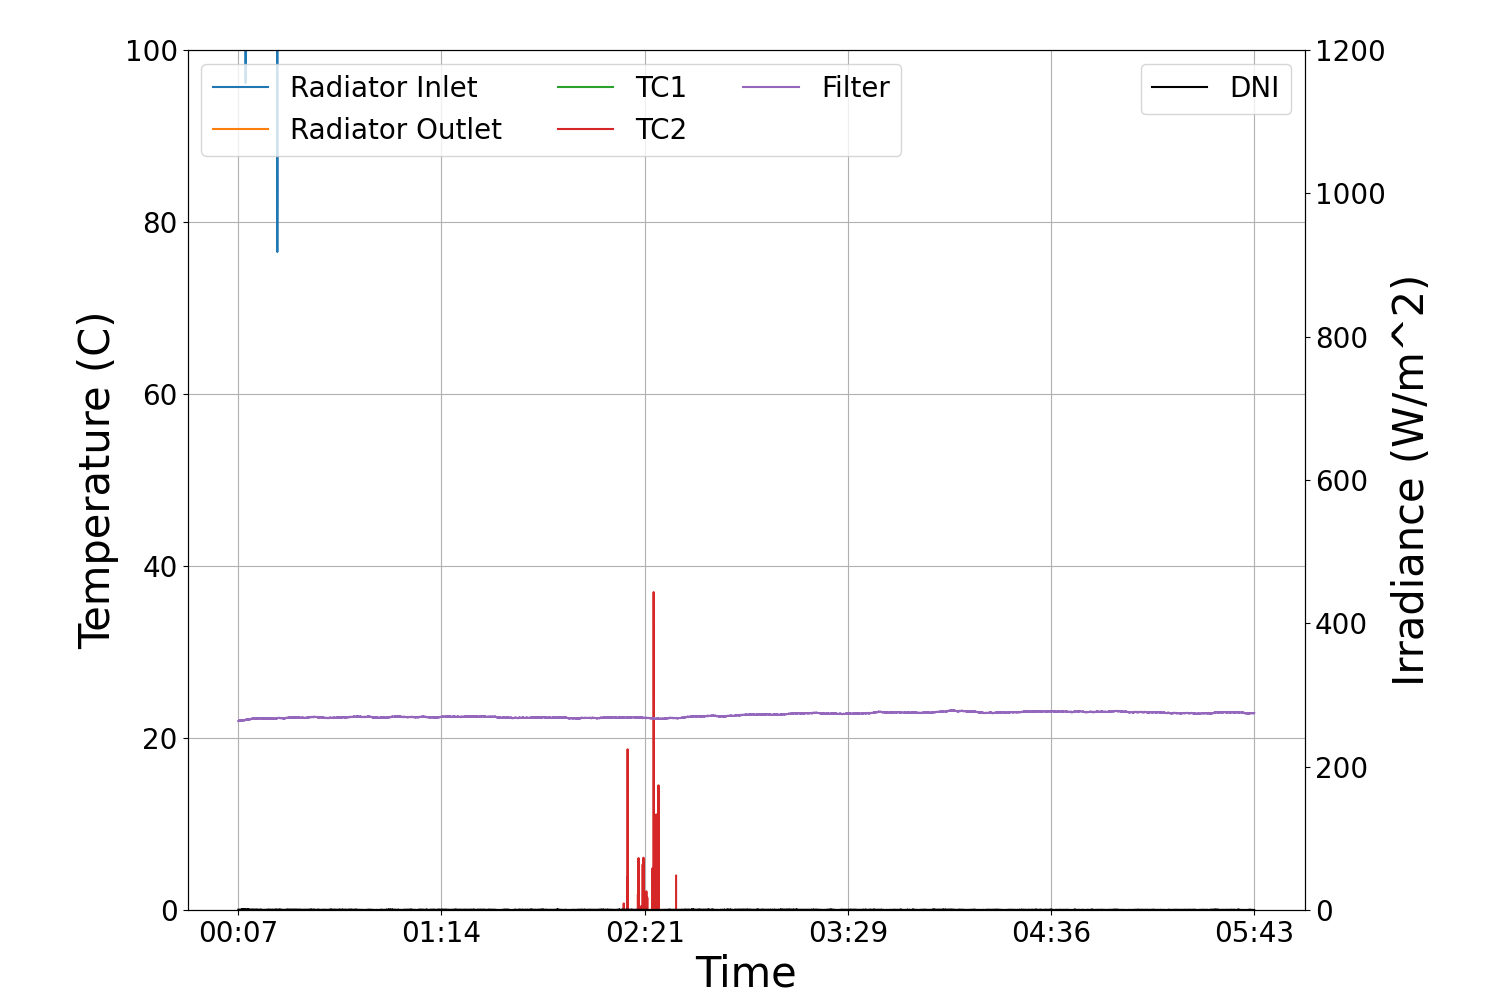 Temperature (C)
100
80
60
40
20
0
Radiator Inlet
Radiator Outlet
TC1
TC2
Filter
DNI
1200
1000
800
600
400
200
0
Irradiance (W/m^2)
00:07 01:14 02:21 03:29 04:36 05:43
Time